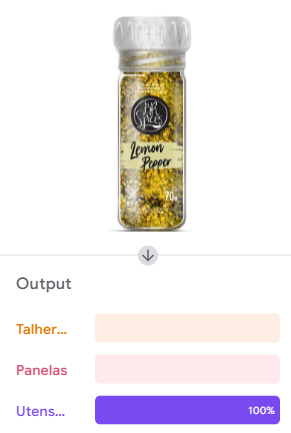 Lemon
Pepper
70g
Output
Talher...
Panelas
Utens...
100%